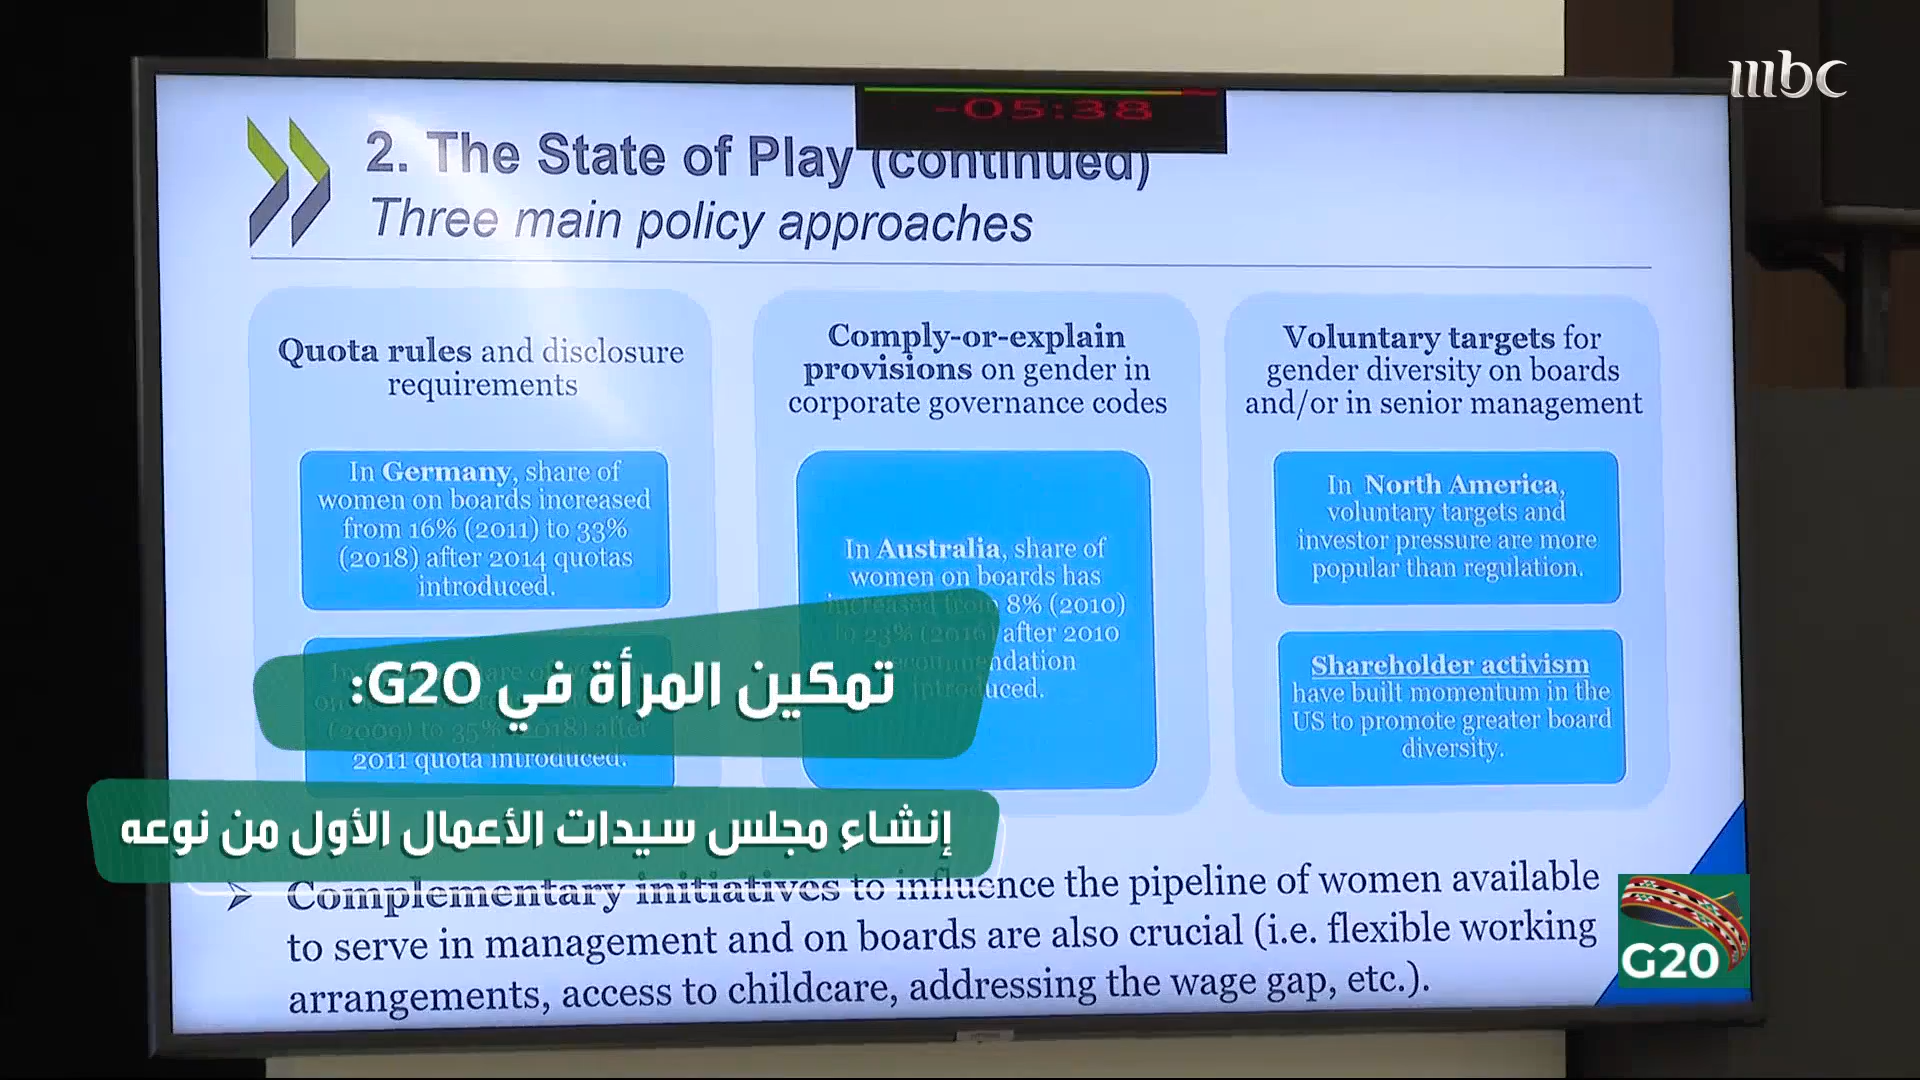 mbc
-05:38
2. The State of Play (continued)
Three main policy approaches
Quota rules and disclosure
requirements
In Germany, share of
women on boards increased
from 16% (2011) to 33%
(2018) after 2014 quotas
introduced.
(2009) to 35% (2018) after
2011 quota introduced.
Comply-or-explain
provisions on gender in
corporate governance codes
In Australia, share of
women on boards has
increased from 8% (2010)
to 23% (2016) after 2010
recommendation
introduced.
Voluntary targets for
gender diversity on boards
and/or in senior management
In North America,
voluntary targets and
investor pressure are more
popular than regulation.
Shareholder activism
have built momentum in the
US to promote greater board
diversity.
تمكين المرأة في G20:
إنشاء مجلس سيدات الأعمال الأول من نوعه
➢ Complementary initiatives to influence the pipeline of women available
to serve in management and on boards are also crucial (i.e. flexible working
arrangements, access to childcare, addressing the wage gap, etc.).
G20